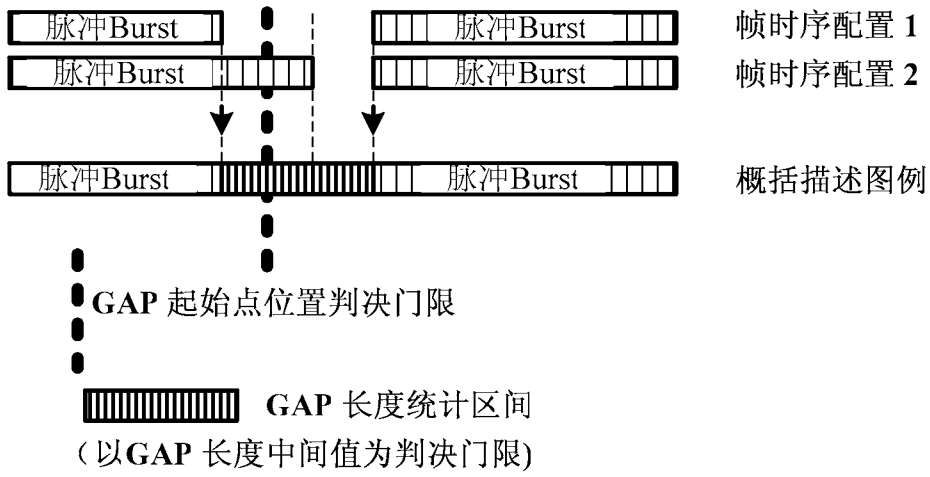 脉冲Burst 脉冲Burst 帧时序配置 1
脉冲Burst 脉冲Burst 帧时序配置 2
脉冲Burst 脉冲Burst 概括描述图例
GAP 起始点位置判决门限
GAP 长度统计区间
（以GAP 长度中间值为判决门限)